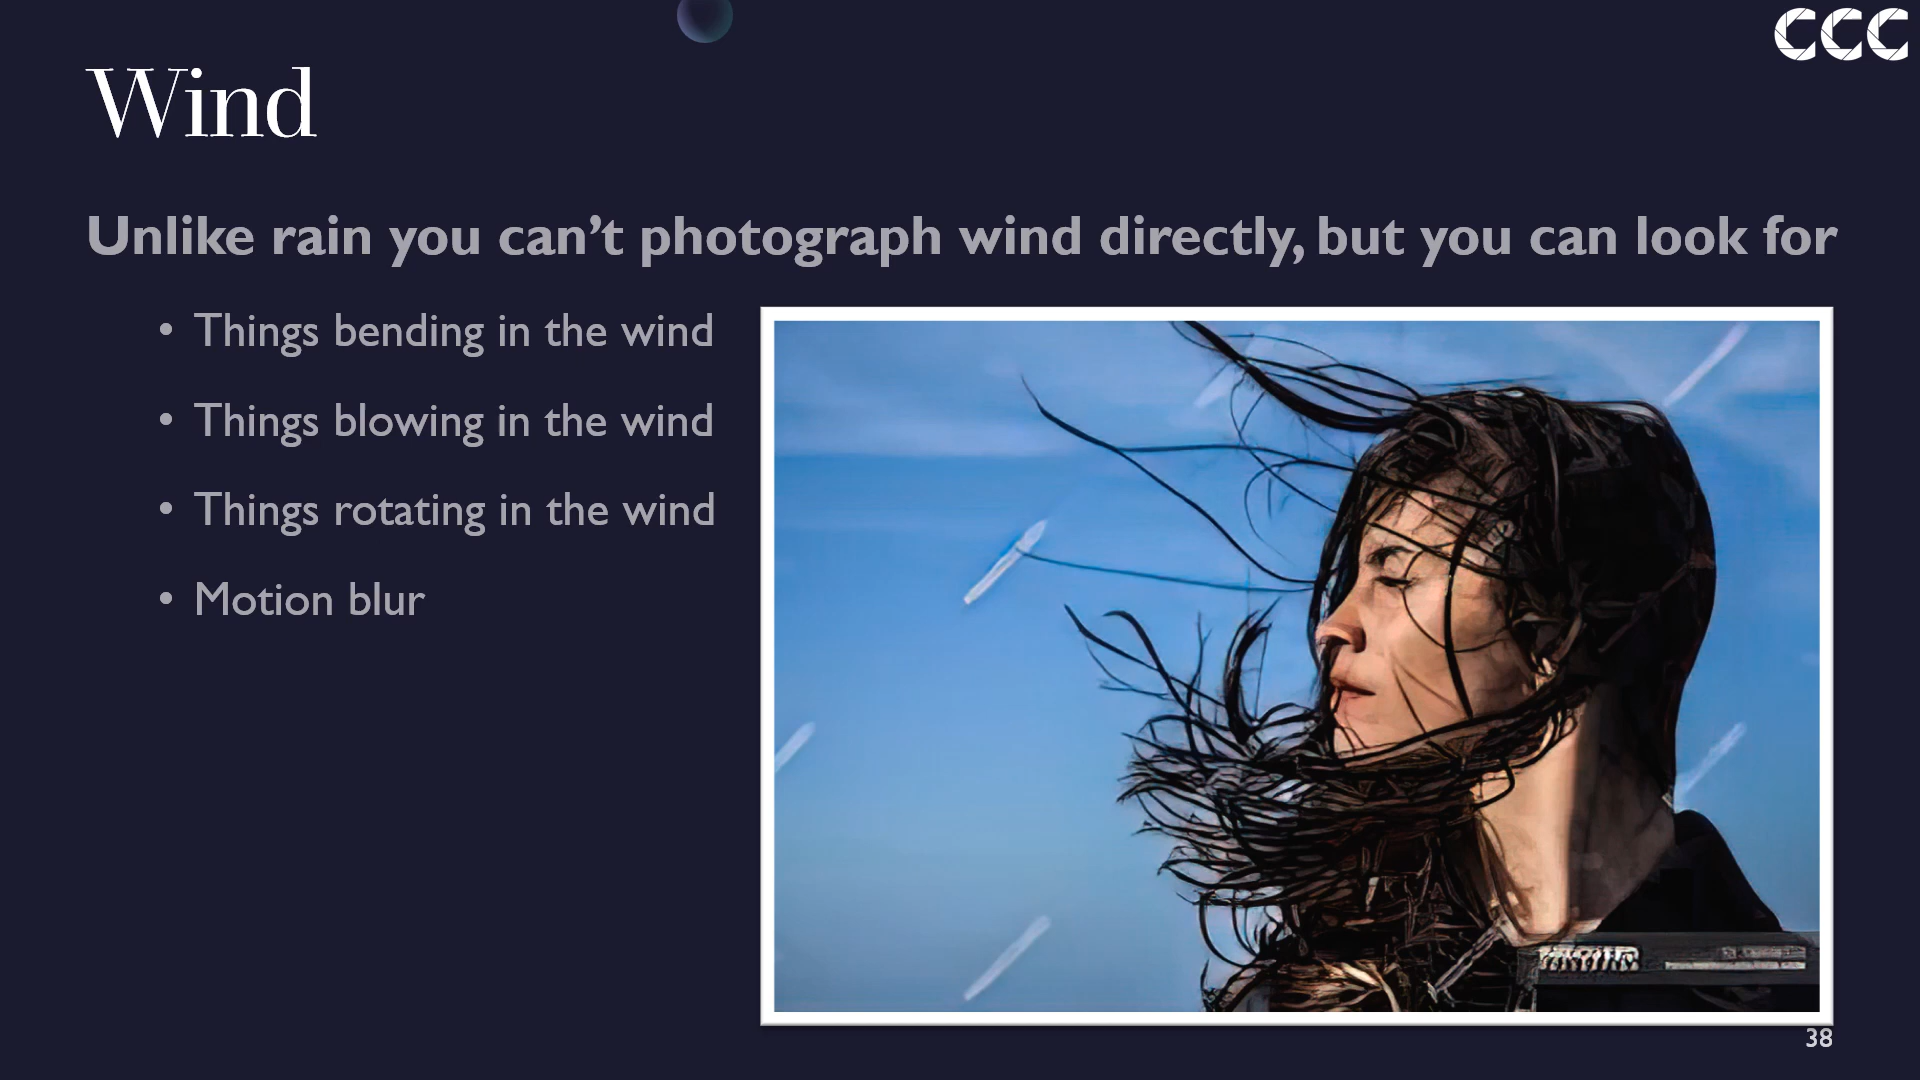 CCC
Wind
Unlike rain you can’t photograph wind directly, but you can look for
• Things bending in the wind
• Things blowing in the wind
• Things rotating in the wind
• Motion blur
38